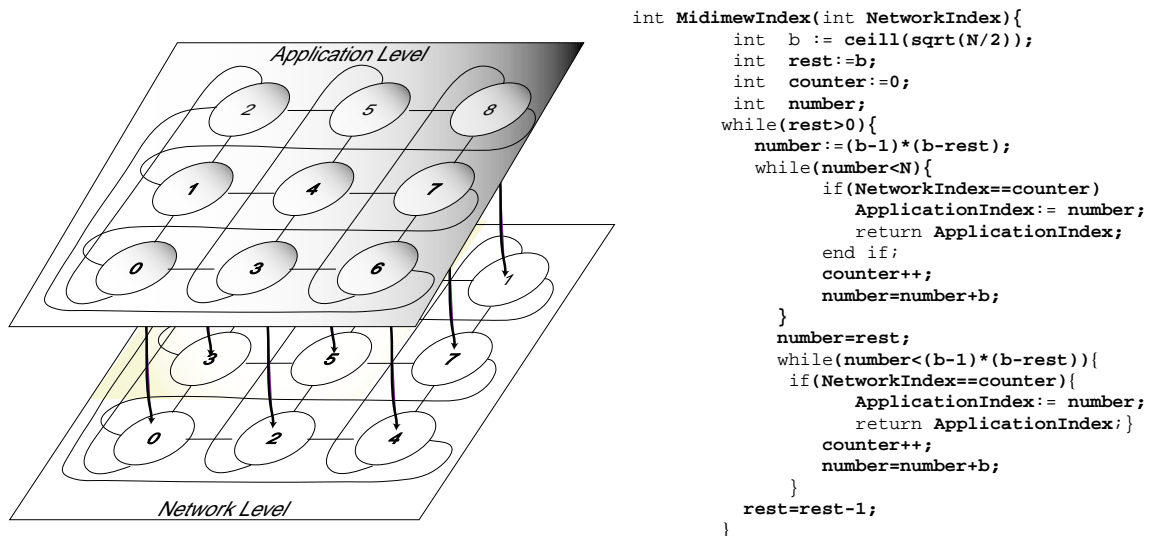 Application Level
2 5 8
1 4 7
0 3 6
1
3 5 7
0 2 4
Network Level
int MidimewIndex(int NetworkIndex){
int b := ceill(sqrt(N/2));
int rest:=b;
int counter:=0;
int number;
while(rest>0){
number:=(b-1)*(b-rest);
while(number<N){
if(NetworkIndex==counter)
ApplicationIndex:= number;
return ApplicationIndex;
end if;
counter++;
number=number+b;
}
number=rest;
while(number<(b-1)*(b-rest)){
if(NetworkIndex==counter){
ApplicationIndex:= number;
return ApplicationIndex;}
counter++;
number=number+b;
}
rest=rest-1;
}